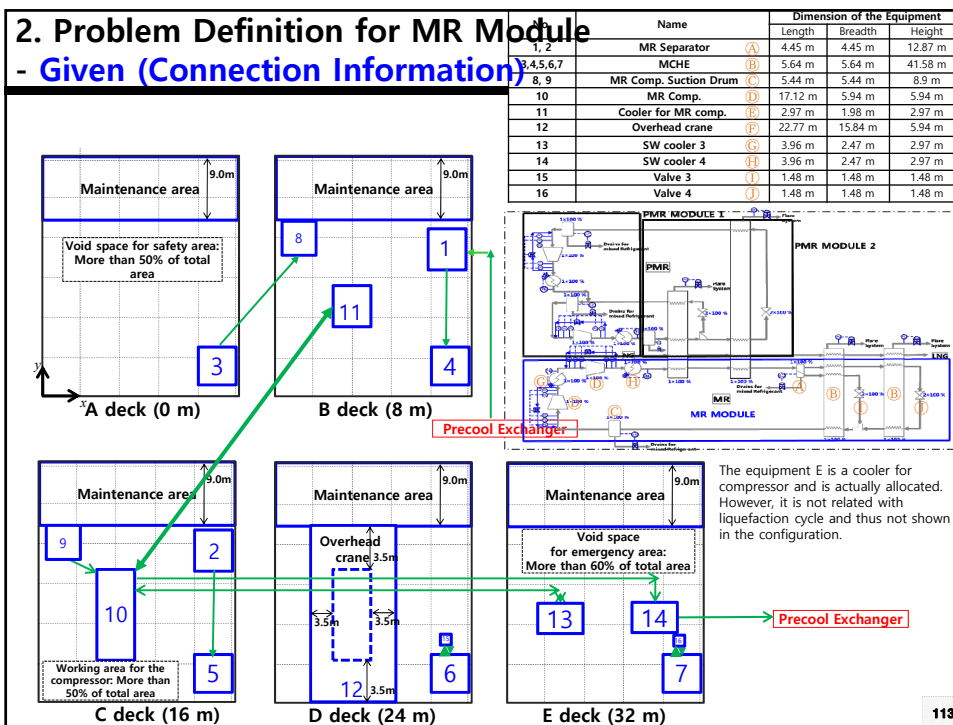 2. Problem Definition for MR Module
- Given (Connection Information)
No. Name Dimension of the Equipment
Length Breadth Height
1, 2 MR Separator Ⓐ 4.45 m 4.45 m 12.87 m
3,4,5,6,7 MCHE Ⓑ 5.64 m 5.64 m 41.58 m
8, 9 MR Comp. Suction Drum Ⓒ 5.44 m 5.44 m 8.9 m
10 MR Comp. Ⓓ 17.12 m 5.94 m 5.94 m
11 Cooler for MR comp. Ⓔ 2.97 m 1.98 m 2.97 m
12 Overhead crane Ⓕ 22.77 m 15.84 m 5.94 m
13 SW cooler 3 Ⓖ 3.96 m 2.47 m 2.97 m
14 SW cooler 4 Ⓗ 3.96 m 2.47 m 2.97 m
15 Valve 3 Ⓘ 1.48 m 1.48 m 1.48 m
16 Valve 4 Ⓙ 1.48 m 1.48 m 1.48 m
Maintenance area
9.0m
Void space for safety area:
More than 50% of total
area
3
y
x
A deck (0 m)
Maintenance area
9.0m
8
1
11
4
B deck (8 m)
Precool Exchanger
PMR MODULE 1
PMR MODULE 2
PMR
MR
MR MODULE
LNG
1×100 %
Flare
system
Drains for
mixed Refrigerant
Ⓖ
Ⓓ
Ⓗ
Ⓔ
Ⓒ
Ⓐ
Ⓑ
Ⓘ
Ⓑ
Ⓙ
Maintenance area
9.0m
9
2
10
5
Working area for the
compressor: More than
50% of total area
C deck (16 m)
Maintenance area
9.0m
Overhead
crane
3.5m
3.5m
3.5m
3.5m
12
15
6
D deck (24 m)
Maintenance area
9.0m
Void space
for emergency area:
More than 60% of total area
13
14
16
7
E deck (32 m)
Precool Exchanger
The equipment E is a cooler for
compressor and is actually allocated.
However, it is not related with
liquefaction cycle and thus not shown
in the configuration.
113